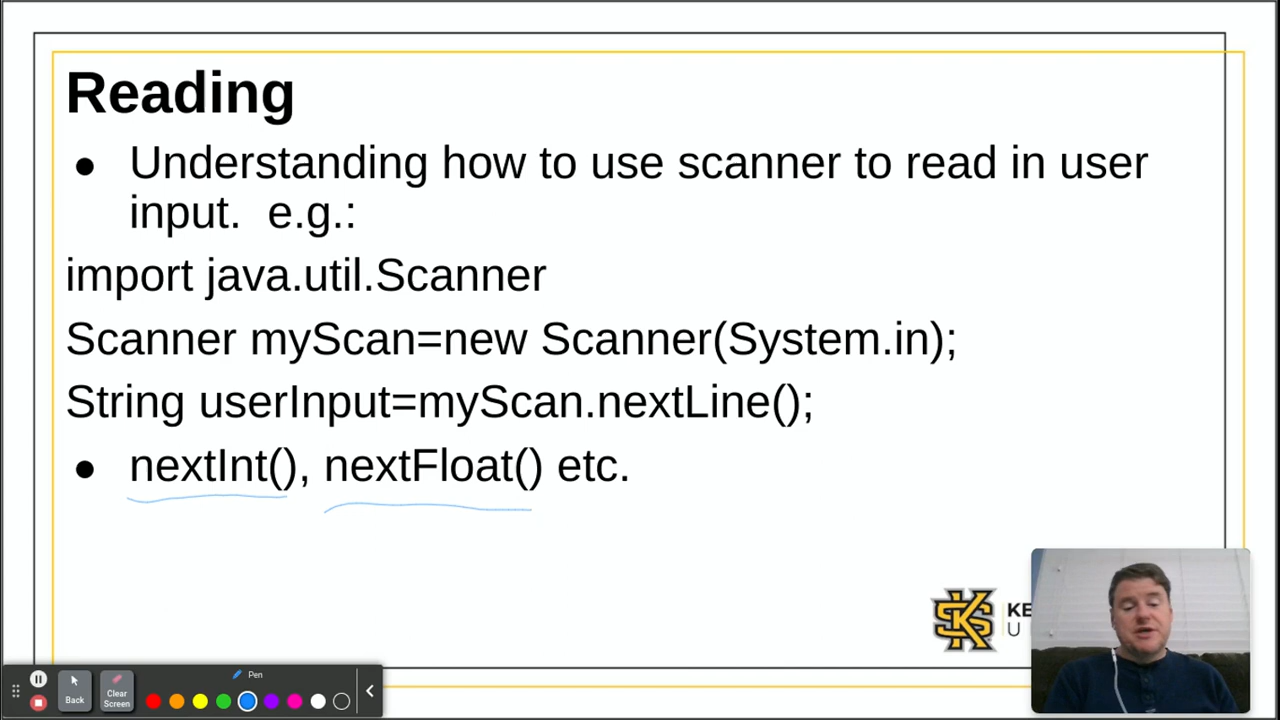 Reading
● Understanding how to use scanner to read in user
input.  e.g.:
import java.util.Scanner
Scanner myScan=new Scanner(System.in);
String userInput=myScan.nextLine();
● nextInt(), nextFloat() etc.
KE
U
Pen
Back
Clear
Screen